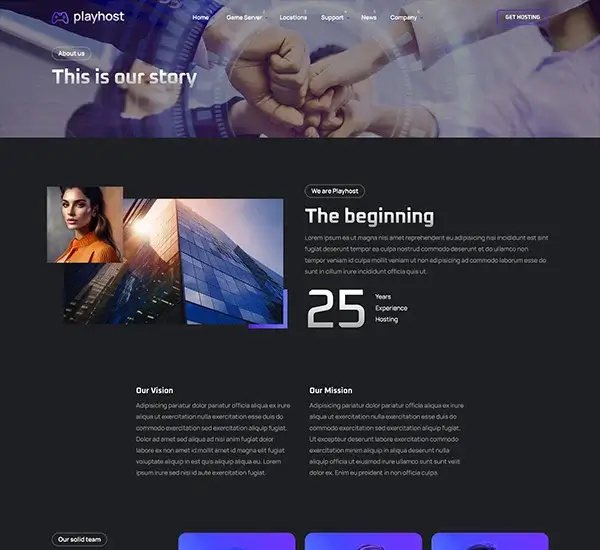 playhost
Home Game Server Locations Support News Company
GET HOSTING
About us
This is our story
We are Playhost
The beginning
Lorem ipsum ea ut magna nisi amet reprehenderit eu adipisicing nisi incididunt est sint
fugiat deserunt tempor ea culpa nostrud commodo deserunt et do ullamco non
tempor veniam id culpa mollit veniam ut non adipisicing ad commodo laborum esse do
sunt in cillum irure incididunt officia quis ut.
25
Years
Experience
Hosting
Our Vision
Adipisicing pariatur dolor pariatur officia aliqua ex irure
ut exercitation nulla exercitation esse duis do
commodo exercitation sed exercitation aliquip fugiat.
Dolor ad amet sed aliqua ad nisi anim fugiat dolor
labore ex non amet id mollit amet id magna elit fugiat
voluptate aliquip in est quis aliquip aliqua eu. Lorem
ipsum irure sed nisi id aute exercitation fugiat.
Our Mission
Adipisicing pariatur dolor pariatur officia aliqua ex irure
ut exercitation nulla exercitation esse duis do
commodo exercitation sed exercitation aliquip fugiat.
Ut excepteur deserunt labore exercitation commodo
exercitation minim aliquip in aliqua deserunt nulla
aliquip officia ut eiusmod irure ullamco sunt sunt velit
dolor ex. Enim eu proident in non officia culpa.
Our solid team